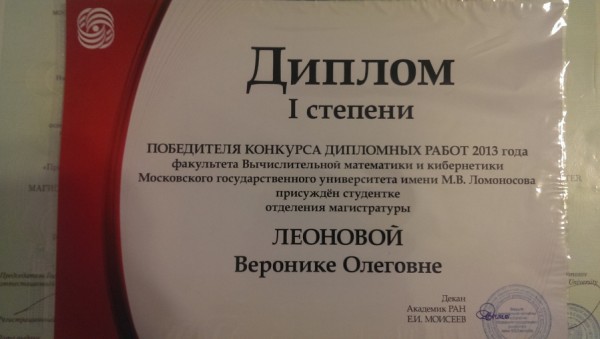 Диплом
I степени
ПОБЕДИТЕЛЯ КОНКУРСА ДИПЛОМНЫХ РАБОТ 2013 года
факультета Вычислительной математики и кибернетики
Московского государственного университета имени М.В. Ломоносова
присуждён студентке
отделения магистратуры
ЛЕОНОВОЙ
Веронике Олеговне
Декан
Академик РАН
Е.И. МОИСЕЕВ